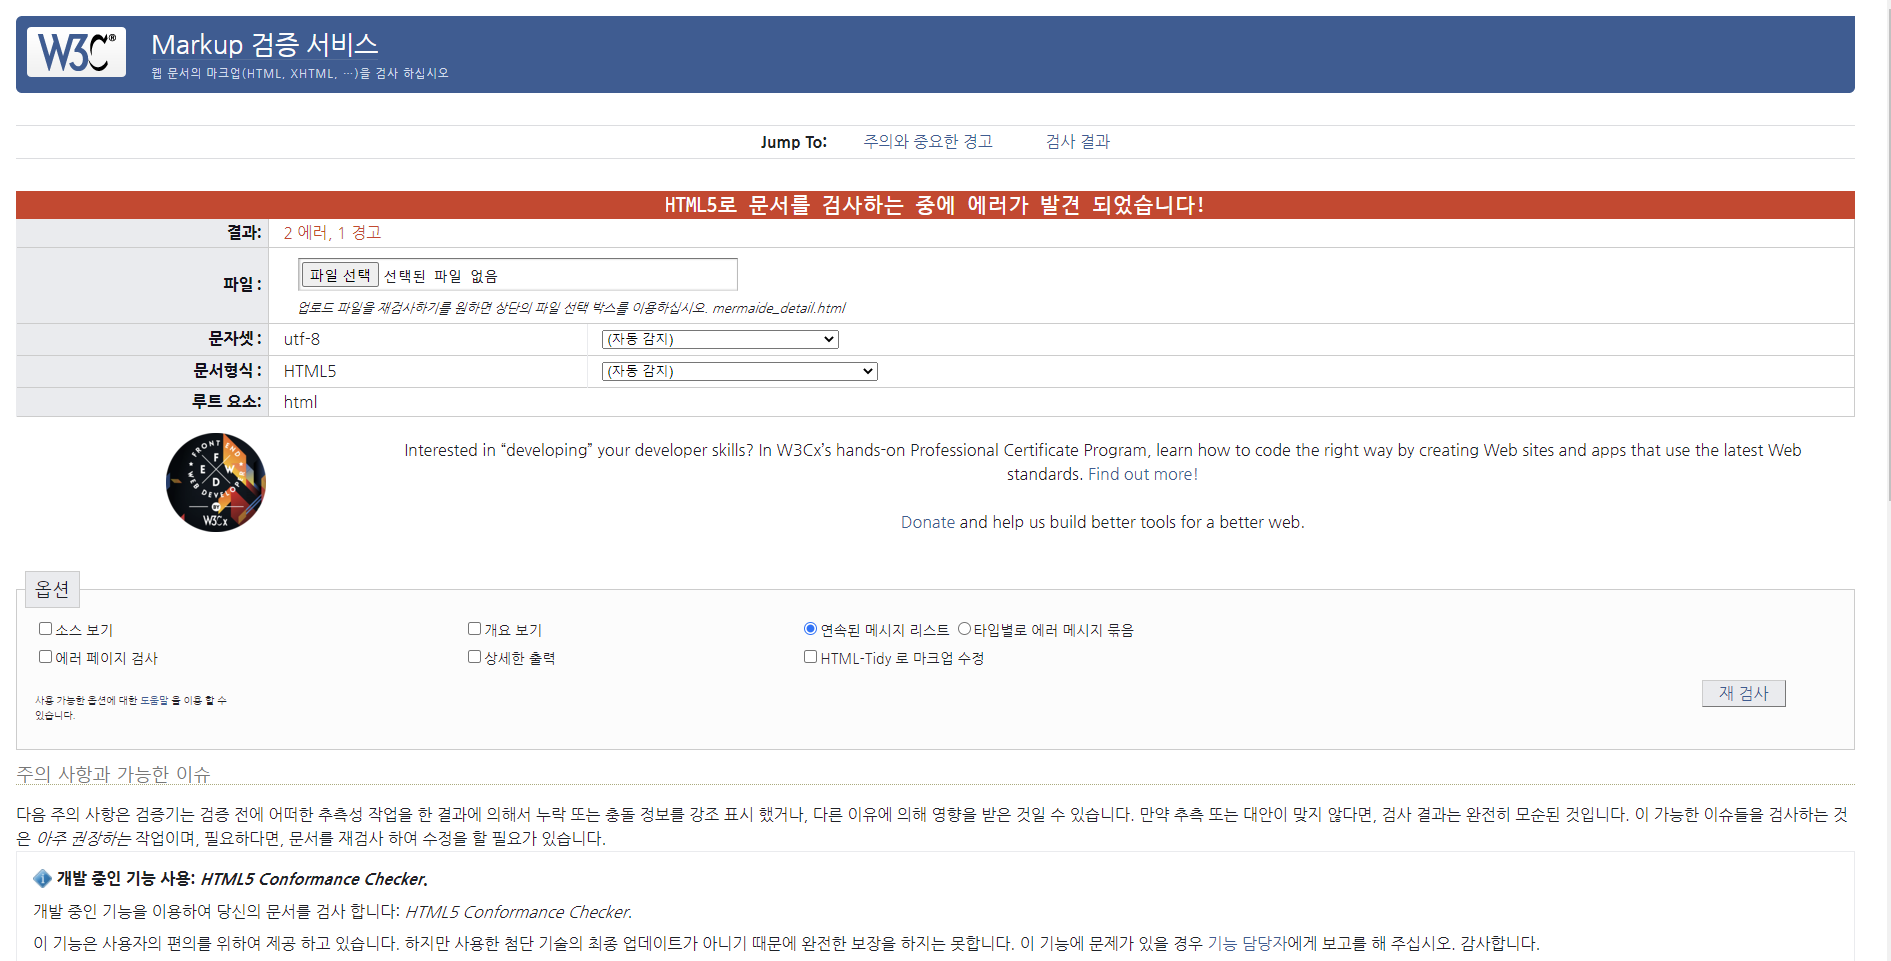 W3C®
Markup 검증 서비스
웹 문서의 마크업(HTML, XHTML, …)을 검사 하십시오
Jump To: 주의와 중요한 경고 검사 결과
HTML5로 문서를 검사하는 중에 에러가 발견 되었습니다!
결과: 2 에러, 1 경고
파일 : 파일 선택 선택된 파일 없음
업로드 파일을 재검사하기를 원하면 상단의 파일 선택 박스를 이용하십시오. mermaide_detail.html
문자셋 : utf-8 (자동 감지)
문서형식 : HTML5 (자동 감지)
루트 요소: html
FRONT END
E F W D
WEB DEVELOPER
BY
W3Cx
Interested in “developing” your developer skills? In W3Cx’s hands-on Professional Certificate Program, learn how to code the right way by creating Web sites and apps that use the latest Web
standards. Find out more!
Donate and help us build better tools for a better web.
옵션
소스 보기 개요 보기 연속된 메시지 리스트 타입별로 에러 메시지 묶음
에러 페이지 검사 상세한 출력 HTML-Tidy 로 마크업 수정
사용 가능한 옵션에 대한 도움말 을 이용 할 수
있습니다.
재 검사
주의 사항과 가능한 이슈
다음 주의 사항은 검증기는 검증 전에 어떠한 추측성 작업을 한 결과에 의해서 누락 또는 충돌 정보를 강조 표시 했거나, 다른 이유에 의해 영향을 받은 것일 수 있습니다. 만약 추측 또는 대안이 맞지 않다면, 검사 결과는 완전히 모순된 것입니다. 이 가능한 이슈들을 검사하는 것
은 아주 권장하는 작업이며, 필요하다면, 문서를 재검사 하여 수정을 할 필요가 있습니다.
개발 중인 기능 사용: HTML5 Conformance Checker.
개발 중인 기능을 이용하여 당신의 문서를 검사 합니다: HTML5 Conformance Checker.
이 기능은 사용자의 편의를 위하여 제공 하고 있습니다. 하지만 사용한 첨단 기술의 최종 업데이트가 아니기 때문에 완전한 보장을 하지는 못합니다. 이 기능에 문제가 있을 경우 기능 담당자에게 보고를 해 주십시오. 감사합니다.